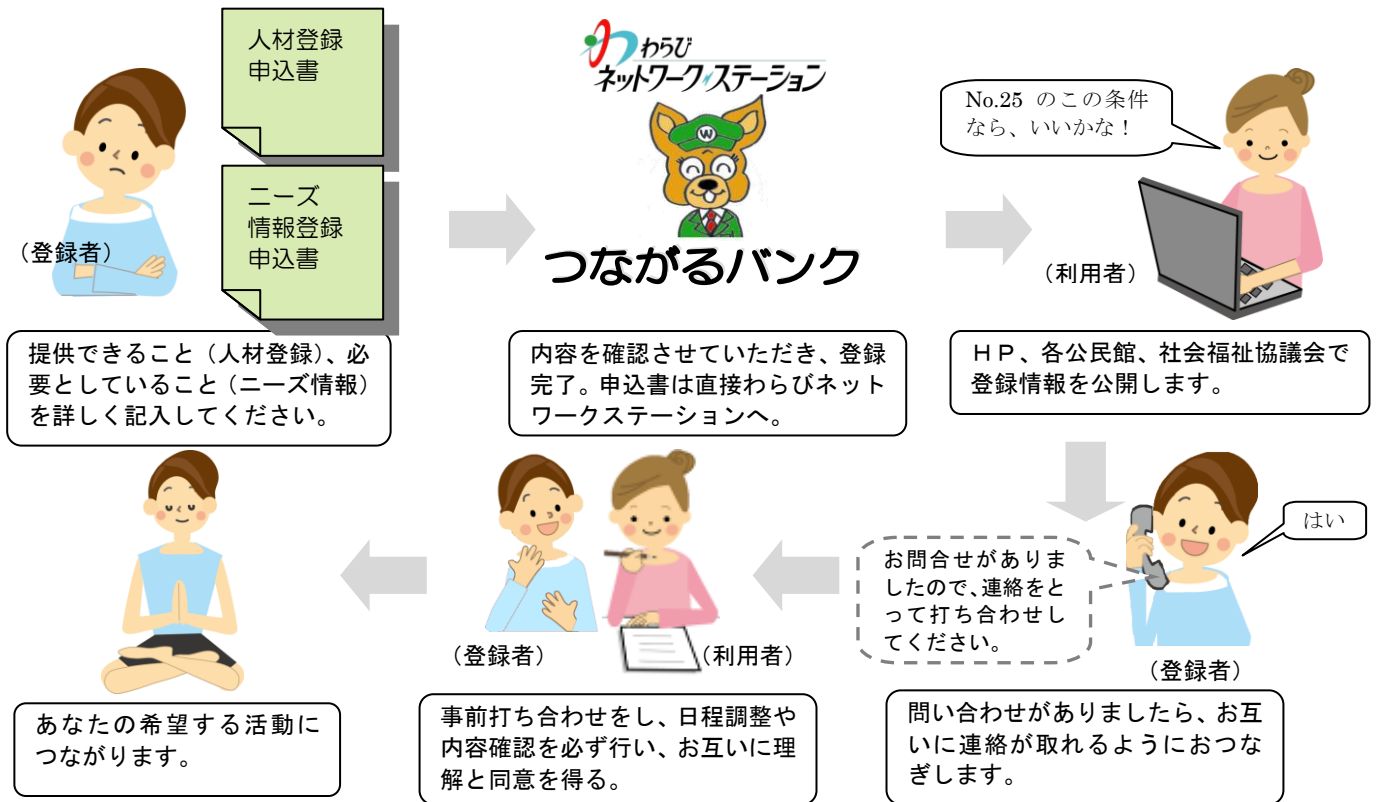 人材登録
申込書
ニーズ
情報登録
申込書
(登録者)
提供できること(人材登録)、必
要としていること(ニーズ情報)
を詳しく記入してください。
わらび
ネットワークステーション
W
つながるバンク
内容を確認させていただき、登録
完了。申込書は直接わらびネット
ワークステーションへ。
No.25 のこの条件
なら、いいかな!
(利用者)
HP、各公民館、社会福祉協議会で
登録情報を公開します。
はい
お問合せがありま
したので、連絡をと
って打ち合わせし
てください。
(登録者)
問い合わせがありましたら、お互
いに連絡が取れるようにおつな
ぎします。
(登録者)
(利用者)
事前打ち合わせをし、日程調整や
内容確認を必ず行い、お互いに理
解と同意を得る。
あなたの希望する活動に
つながります。